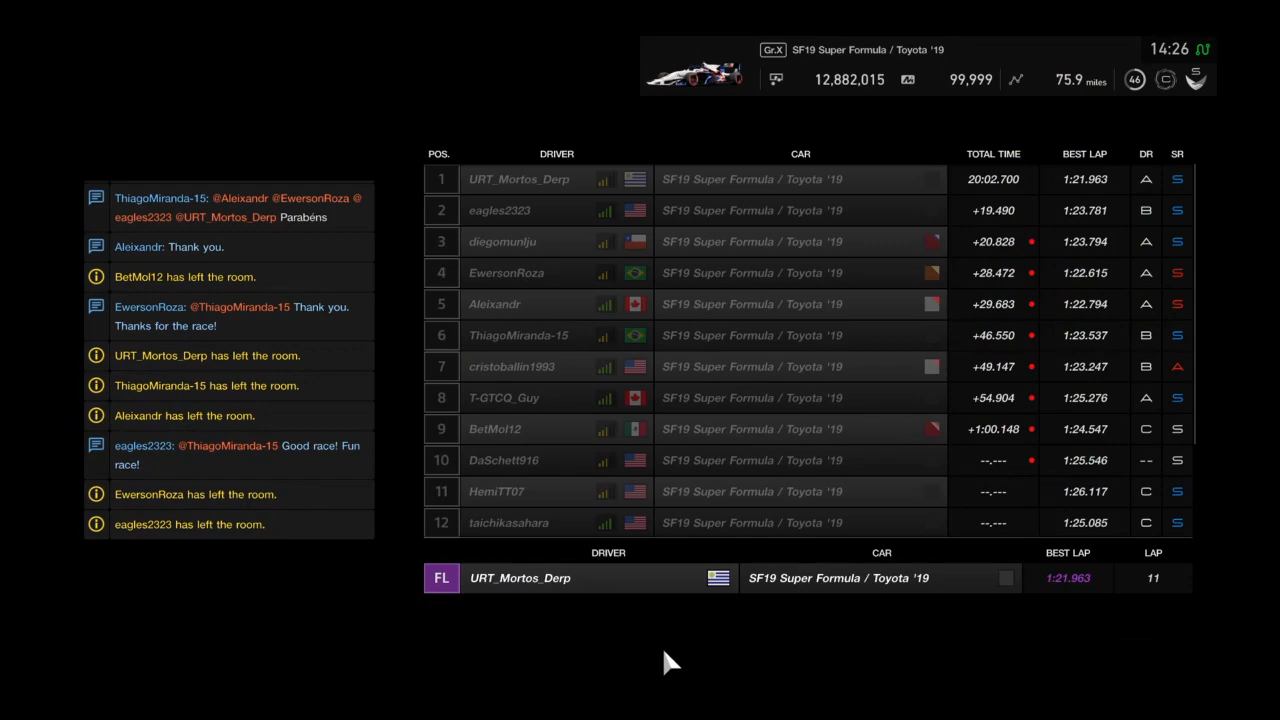 Gr.X SF19 Super Formula / Toyota '19 14:26
12,882,015 99,999 75.9 miles 46 C S
ThiagoMiranda-15: @Aleixandr @EwersonRoza @
eagles2323 @URT_Mortos_Derp Parabéns
Aleixandr: Thank you.
BetMol12 has left the room.
EwersonRoza: @ThiagoMiranda-15 Thank you.
Thanks for the race!
URT_Mortos_Derp has left the room.
ThiagoMiranda-15 has left the room.
Aleixandr has left the room.
eagles2323: @ThiagoMiranda-15 Good race! Fun
race!
EwersonRoza has left the room.
eagles2323 has left the room.
POS. DRIVER CAR TOTAL TIME BEST LAP DR SR
1 URT_Mortos_Derp SF19 Super Formula / Toyota '19 20:02.700 1:21.963 A S
2 eagles2323 SF19 Super Formula / Toyota '19 +19.490 1:23.781 B S
3 diegomunlju SF19 Super Formula / Toyota '19 +20.828 1:23.794 A S
4 EwersonRoza SF19 Super Formula / Toyota '19 +28.472 1:22.615 A S
5 Aleixandr SF19 Super Formula / Toyota '19 +29.683 1:22.794 A S
6 ThiagoMiranda-15 SF19 Super Formula / Toyota '19 +46.550 1:23.537 B S
7 cristoballin1993 SF19 Super Formula / Toyota '19 +49.147 1:23.247 B A
8 T-GTCQ_Guy SF19 Super Formula / Toyota '19 +54.904 1:25.276 A S
9 BetMol12 SF19 Super Formula / Toyota '19 +1:00.148 1:24.547 C S
10 DaSchett916 SF19 Super Formula / Toyota '19 --.--- 1:25.546 -- S
11 HemiTT07 SF19 Super Formula / Toyota '19 --.--- 1:26.117 C S
12 taichikasahara SF19 Super Formula / Toyota '19 --.--- 1:25.085 C S
DRIVER CAR BEST LAP LAP
FL URT_Mortos_Derp SF19 Super Formula / Toyota '19 1:21.963 11